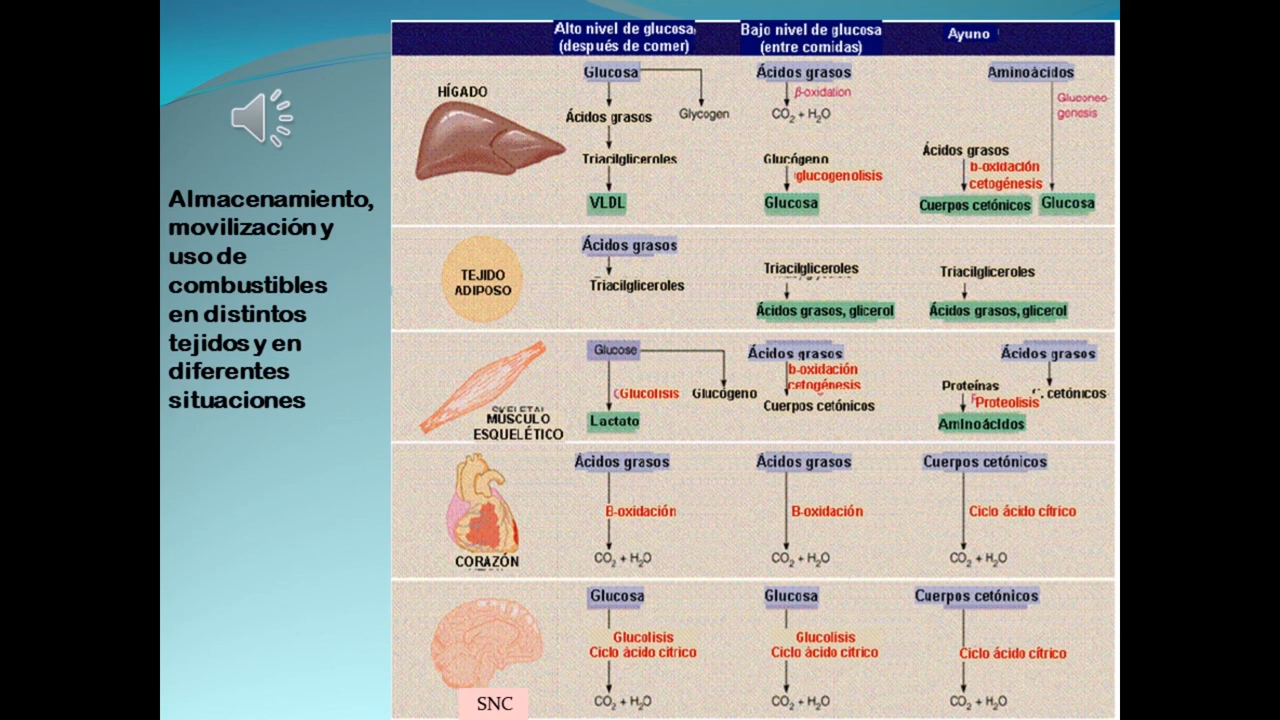 Almacenamiento,
movilización y
uso de
combustibles
en distintos
tejidos y en
diferentes
situaciones
Alto nivel de glucosa
(después de comer)
Bajo nivel de glucosa
(entre comidas)
Ayuno
HÍGADO
Glucosa
Ácidos grasos
Glycogen
Triacilgliceroles
VLDL
Ácidos grasos
β-oxidation
CO2 + H2O
Glucógeno
glucogenolisis
Glucosa
Aminoácidos
Gluconeo
genesis
Ácidos grasos
b-oxidación
cetogénesis
Cuerpos cetónicos
Glucosa
TEJIDO
ADIPOSO
Ácidos grasos
Triacilgliceroles
Triacilgliceroles
Ácidos grasos, glicerol
Triacilgliceroles
Ácidos grasos, glicerol
SKELETAL
MÚSCULO
ESQUELÉTICO
Glucose
Glucolisis
Glucógeno
Lactato
Ácidos grasos
b-oxidación
cetogénesis
Cuerpos cetónicos
Ácidos grasos
Proteínas
C. cetónicos
Proteolisis
Aminoácidos
CORAZÓN
Ácidos grasos
B-oxidación
CO2 + H2O
Ácidos grasos
B-oxidación
CO2 + H2O
Cuerpos cetónicos
Ciclo ácido cítrico
CO2 + H2O
SNC
Glucosa
Glucolisis
Ciclo ácido citrico
CO2 + H2O
Glucosa
Glucolisis
Ciclo ácido citrico
CO2 + H2O
Cuerpos cetónicos
Ciclo ácido cítrico
CO2 + H2O